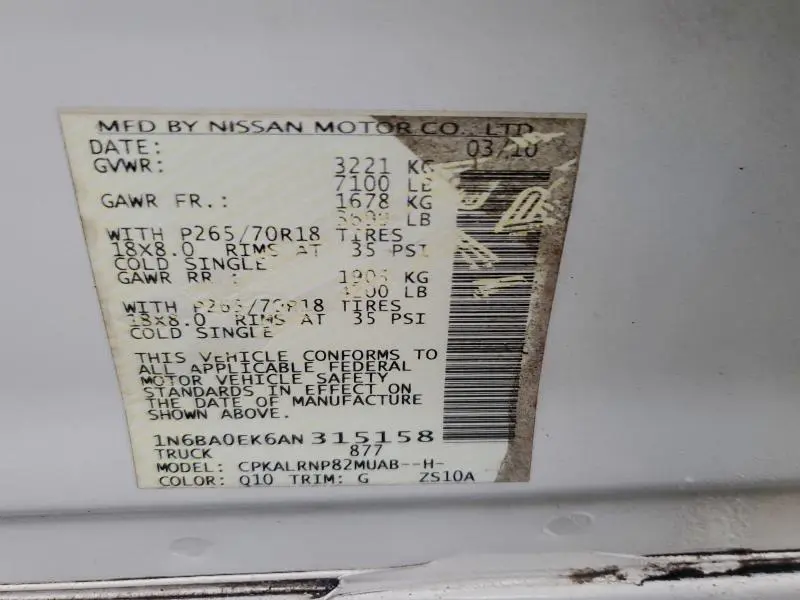 MFD BY NISSAN MOTOR CO., LTD
DATE: 03/10
GVWR: 3221 KG
7100 LB
GAWR FR.: 1678 KG
LB
WITH P265/70R18 TIRES
18X8.0 RIMS AT 35 PSI
COLD SINGLE
GAWR RR.: KG
LB
WITH P265/70R18 TIRES
18X8.0 RIMS AT 35 PSI
COLD SINGLE
THIS VEHICLE CONFORMS TO
ALL APPLICABLE FEDERAL
MOTOR VEHICLE SAFETY
STANDARDS IN EFFECT ON
THE DATE OF MANUFACTURE
SHOWN ABOVE.
1N6BA0EK6AN315158
TRUCK 877
MODEL: CPKALRNP82MUAB--H-
COLOR: Q10 TRIM: G ZS10A